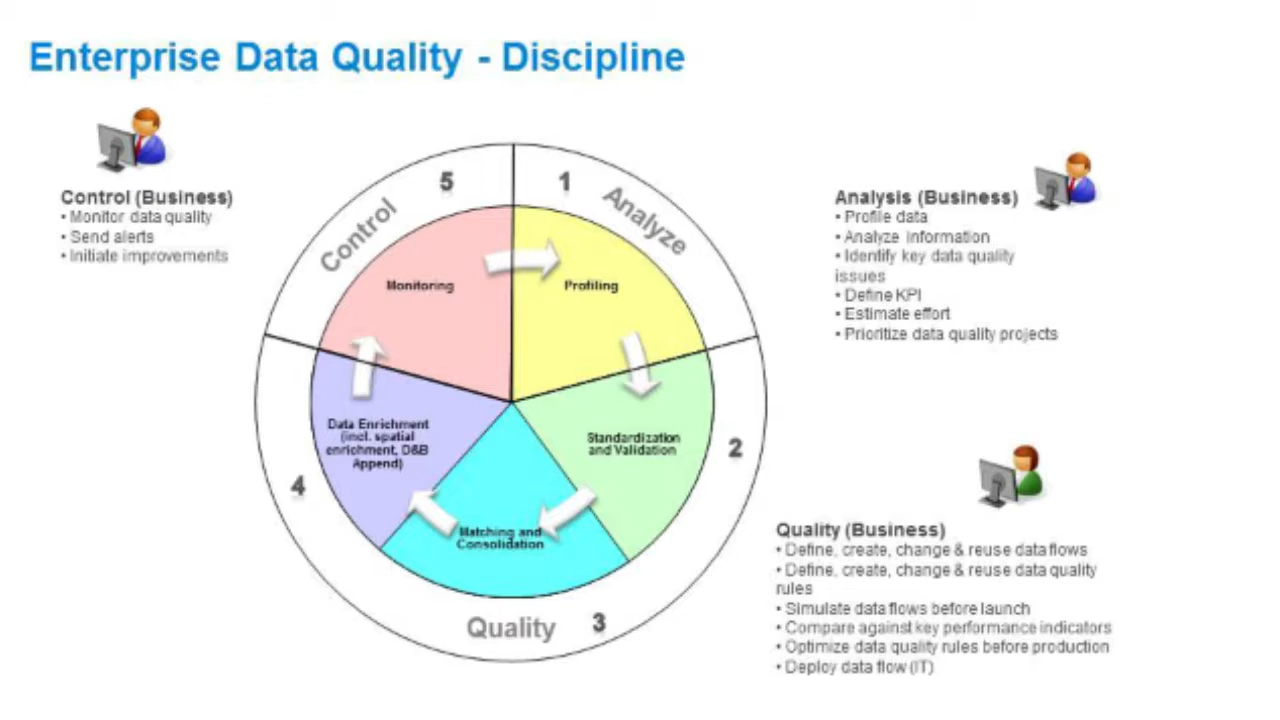 Enterprise Data Quality - Discipline
Control (Business)
• Monitor data quality
• Send alerts
• Initiate improvements
5
1
Control
Analyze
Monitoring
Profiling
Data Enrichment
(incl. spatial
enrichment, D&B
Append)
Standardization
and Validation
2
4
Matching and
Consolidation
Quality
3
Analysis (Business)
• Profile data
• Analyze Information
• Identify key data quality
issues
• Define KPI
• Estimate effort
• Prioritize data quality projects
Quality (Business)
• Define, create, change & reuse data flows
• Define, create, change & reuse data quality
rules
• Simulate data flows before launch
• Compare against key performance indicators
• Optimize data quality rules before production
• Deploy data flow (IT)